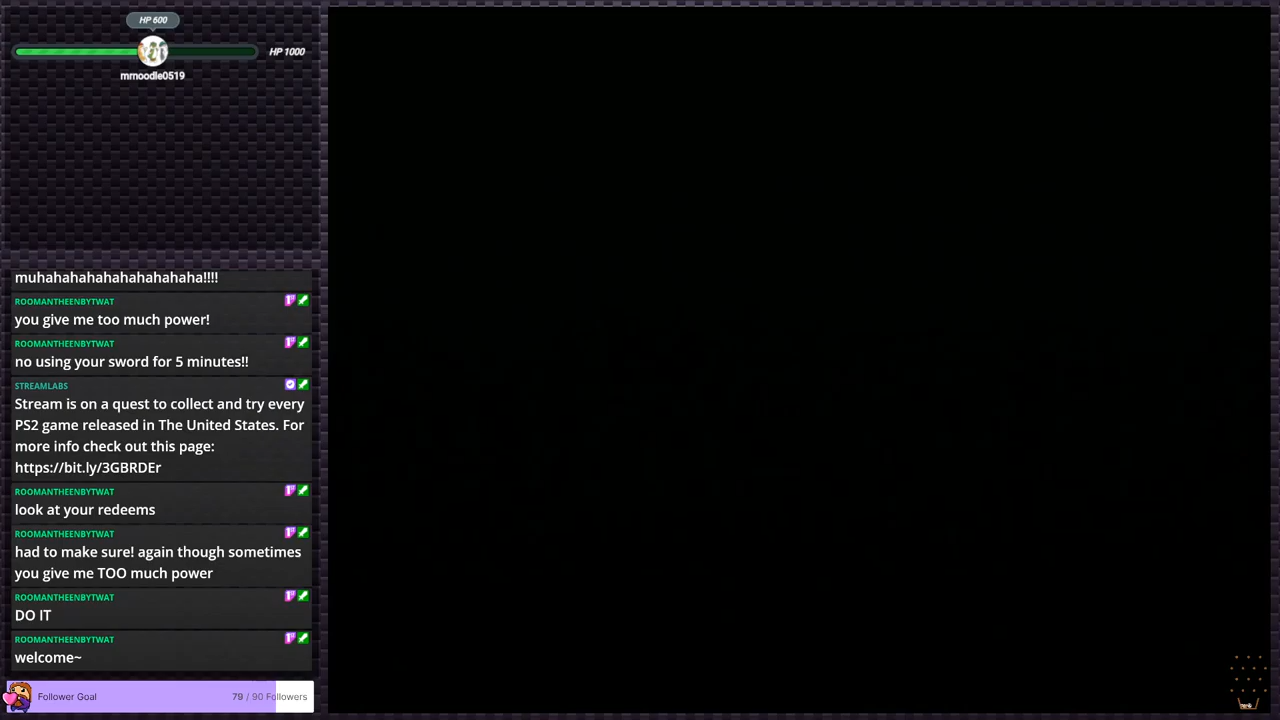 HP 600
HP 1000
mrnoodle0519
muhahahahahahahahaha!!!!
ROOMANTHEENBYTWAT
you give me too much power!
ROOMANTHEENBYTWAT
no using your sword for 5 minutes!!
STREAMLABS
Stream is on a quest to collect and try every
PS2 game released in The United States. For
more info check out this page:
https://bit.ly/3GBRDEr
ROOMANTHEENBYTWAT
look at your redeems
ROOMANTHEENBYTWAT
had to make sure! again though sometimes
you give me TOO much power
ROOMANTHEENBYTWAT
DO IT
ROOMANTHEENBYTWAT
welcome~
Follower Goal
79 / 90 Followers